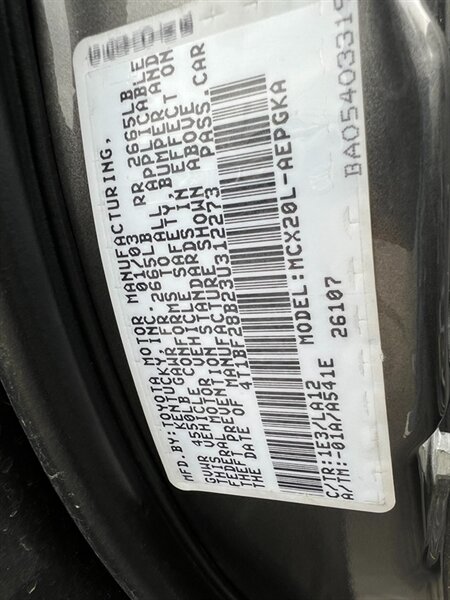 MFD. BY:TOYOTA MOTOR MANUFACTURING,
KENTUCKY, INC. 01/03
GVWR 4550LB GAWR FR 2665LB RR 2665LB
THIS VEHICLE CONFORMS TO ALL APPLICABLE
FEDERAL MOTOR VEHICLE SAFETY, BUMPER AND
THEFT PREVENTION STANDARDS IN EFFECT ON
THE DATE OF MANUFACTURE SHOWN ABOVE
4T1BF28B23U312273 PASS. CAR
MODEL:MCX20L-AEPGKA
C/TR:1E3/LA12
A/TM:-01A/A541E 26107
BA05403319